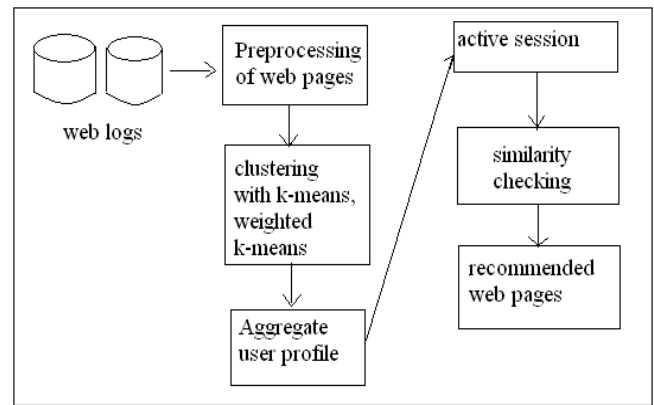 web logs
Preprocessing
of web pages
clustering
with k-means,
weighted
k-means
Aggregate
user profile
active session
similarity
checking
recommended
web pages